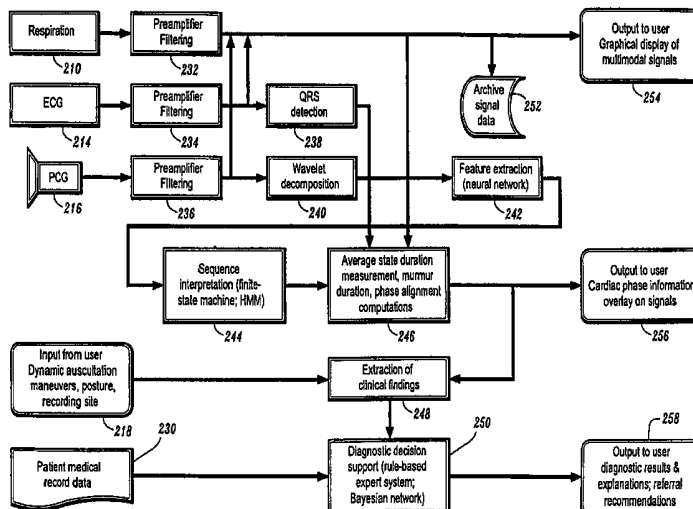 Respiration
210
Preamplifier
Filtering
232
Output to user
Graphical display of
multimodal signals
254
Archive
signal
data
252
ECG
214
Preamplifier
Filtering
234
QRS
detection
238
PCG
216
Preamplifier
Filtering
236
Wavelet
decomposition
240
Feature extraction
(neural network)
242
Sequence
interpretation (finite-
state machine; HMM)
244
Average state duration
measurement, murmur
duration, phase alignment
computations
246
Output to user
Cardiac phase information
overlay on signals
256
Input from user
Dynamic auscultation
maneuvers, posture,
recording site
218
Extraction of
clinical findings
248
230
Patient medical
record data
250
Diagnostic decision
support (rule-based
expert system;
Bayesian network)
258
Output to user
diagnostic results &
explanations; referral
recommendations